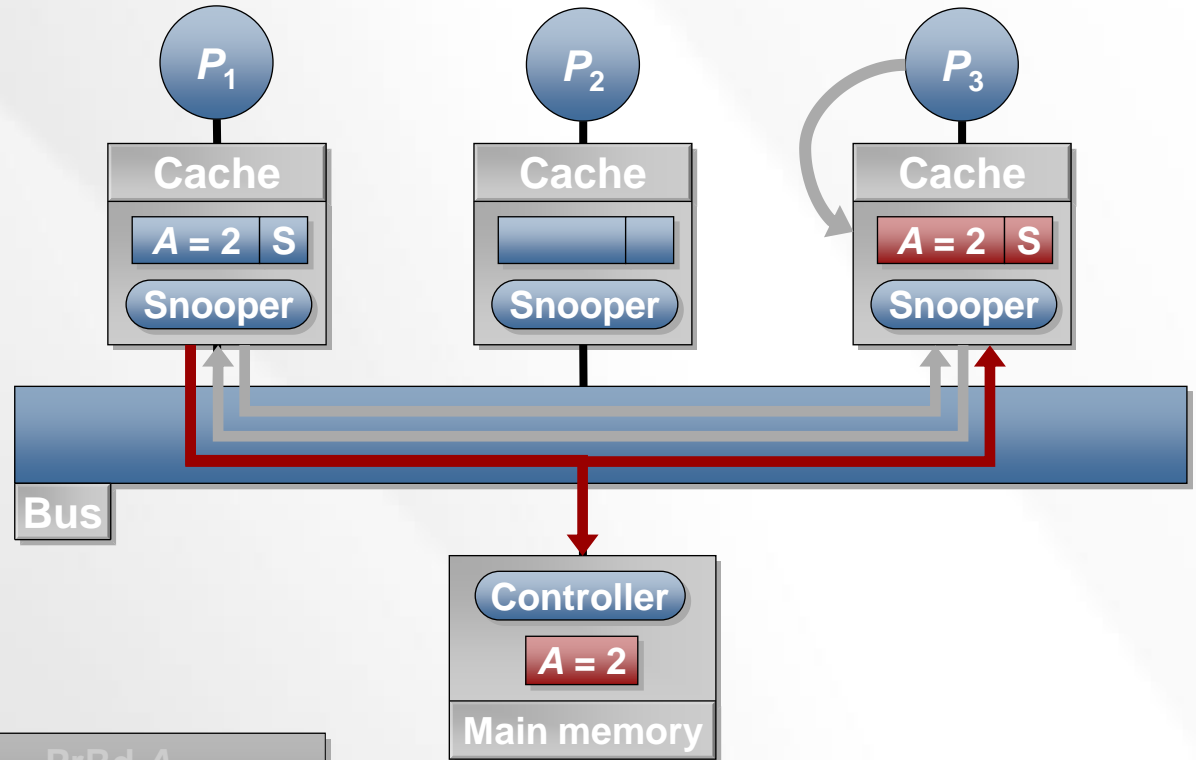 P1
P2
P3
Cache
Cache
Cache
A = 2 S
A = 2 S
Snooper
Snooper
Snooper
Bus
Controller
A = 2
Main memory